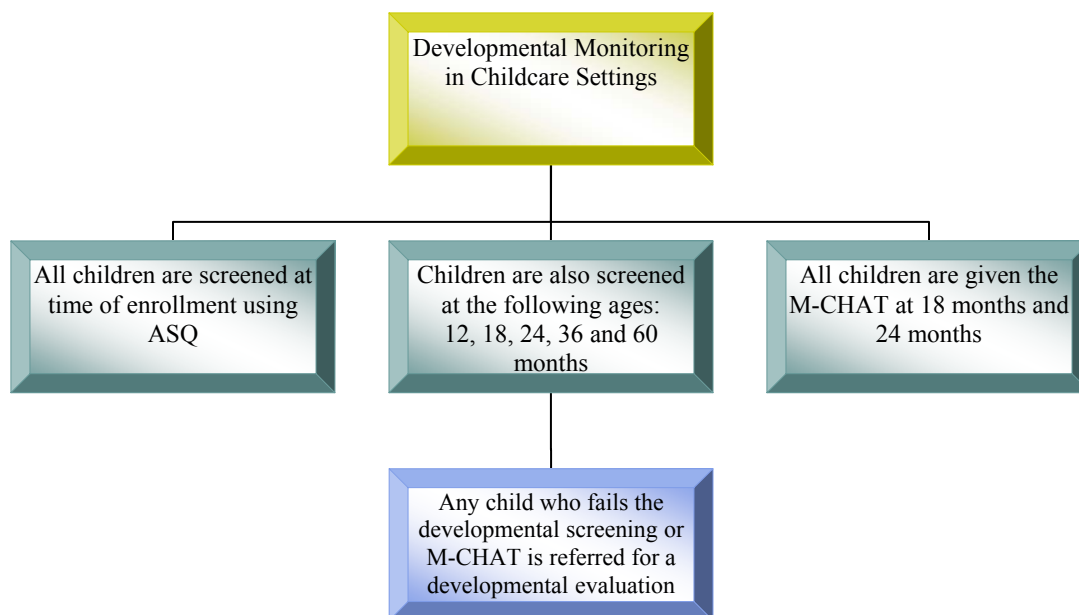 Developmental Monitoring
in Childcare Settings
All children are screened at
time of enrollment using
ASQ
Children are also screened
at the following ages:
12, 18, 24, 36 and 60
months
All children are given the
M-CHAT at 18 months and
24 months
Any child who fails the
developmental screening or
M-CHAT is referred for a
developmental evaluation